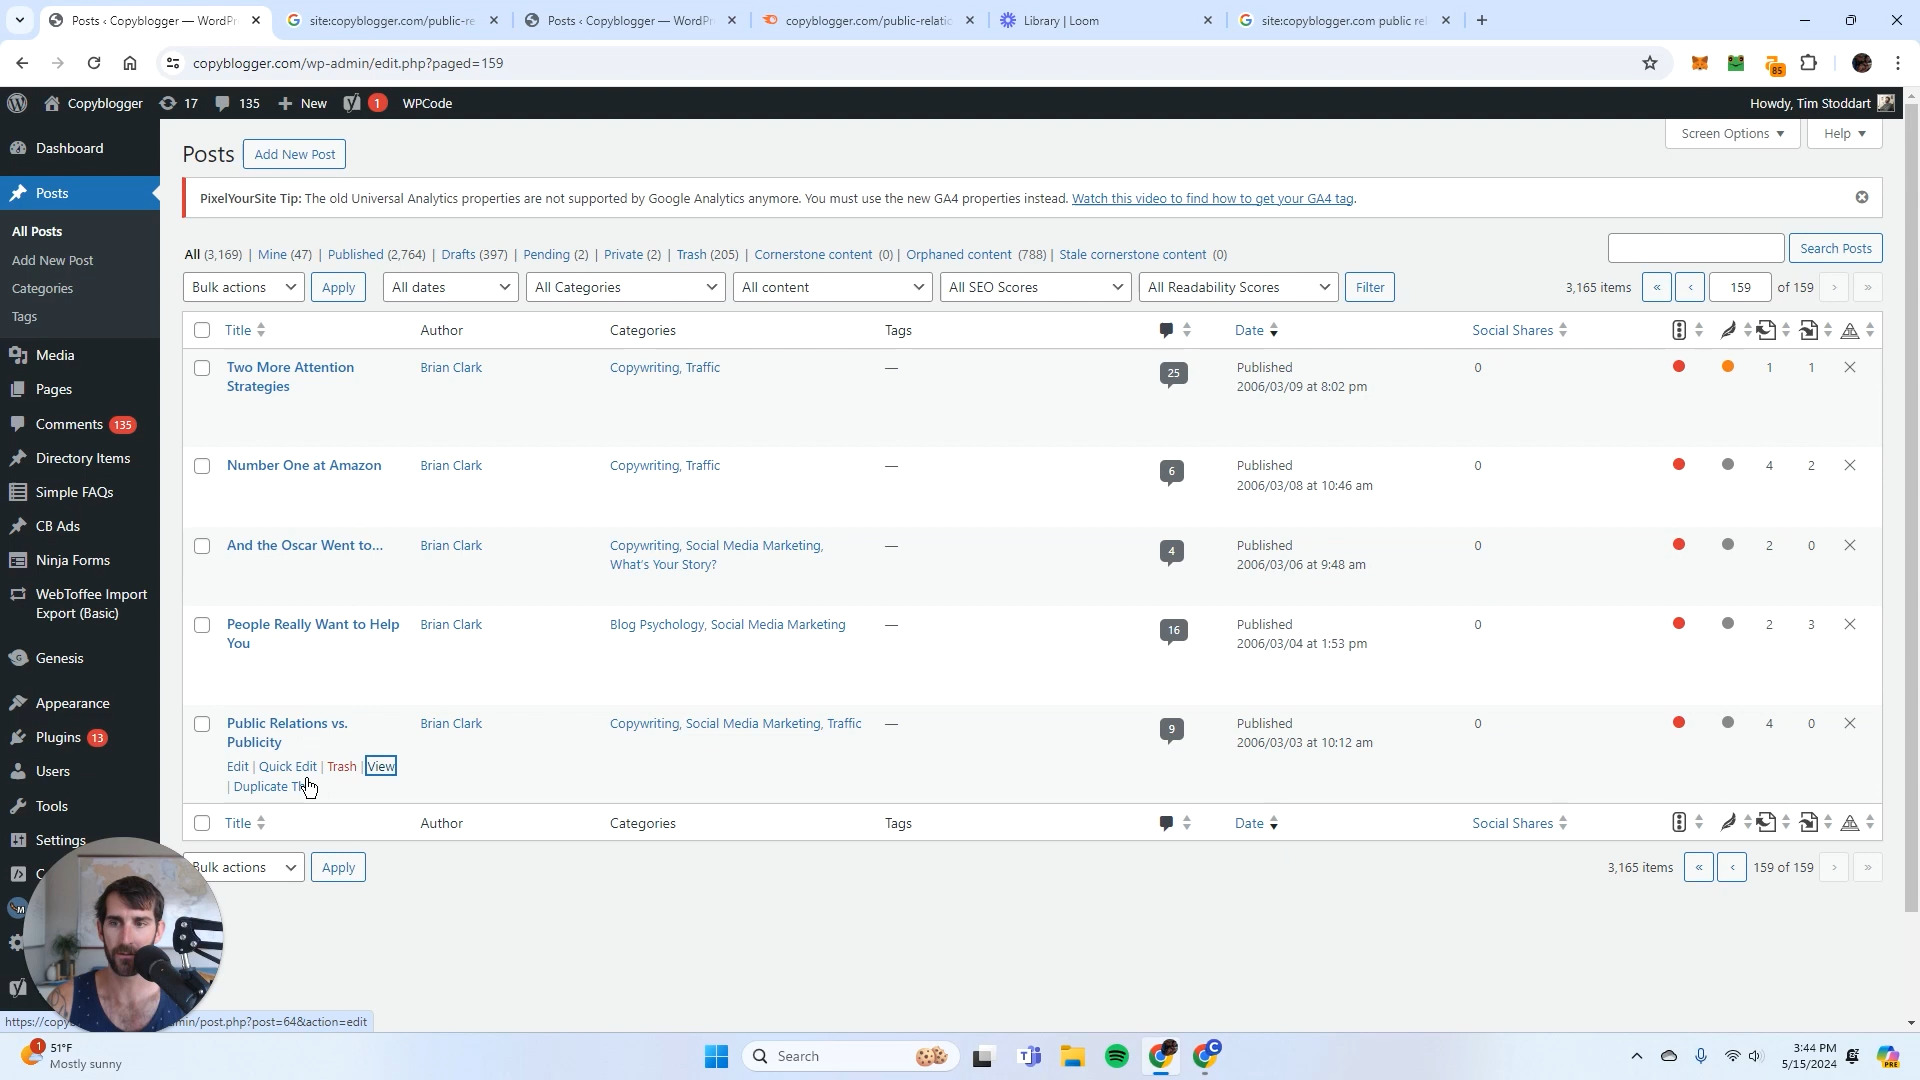 Posts ‹ Copyblogger — WordPr
site:copyblogger.com/public-re
Posts ‹ Copyblogger — WordPr
copyblogger.com/public-relatio
Library | Loom
site:copyblogger.com public rel
copyblogger.com/wp-admin/edit.php?paged=159
85
Copyblogger
17
135
New
1
WPCode
Howdy, Tim Stoddart
Dashboard
Posts
All Posts
Add New Post
Categories
Tags
Media
Pages
Comments 135
Directory Items
Simple FAQs
CB Ads
Ninja Forms
WebToffee Import
Export (Basic)
Genesis
Appearance
Plugins 13
Users
Tools
Settings
Posts
Add New Post
Screen Options
Help
PixelYourSite Tip: The old Universal Analytics properties are not supported by Google Analytics anymore. You must use the new GA4 properties instead. Watch this video to find how to get your GA4 tag.
All (3,169) | Mine (47) | Published (2,764) | Drafts (397) | Pending (2) | Private (2) | Trash (205) | Cornerstone content (0) | Orphaned content (788) | Stale cornerstone content (0)
Search Posts
Bulk actions
Apply
All dates
All Categories
All content
All SEO Scores
All Readability Scores
Filter
3,165 items « ‹ 159 of 159 › »
Title Author Categories Tags Date Social Shares
Two More Attention
Strategies
Brian Clark
Copywriting, Traffic
—
25
Published
2006/03/09 at 8:02 pm
0
1
1
Number One at Amazon
Brian Clark
Copywriting, Traffic
—
6
Published
2006/03/08 at 10:46 am
0
4
2
And the Oscar Went to...
Brian Clark
Copywriting, Social Media Marketing,
What's Your Story?
—
4
Published
2006/03/06 at 9:48 am
0
2
0
People Really Want to Help
You
Brian Clark
Blog Psychology, Social Media Marketing
—
16
Published
2006/03/04 at 1:53 pm
0
2
3
Public Relations vs.
Publicity
Edit | Quick Edit | Trash | View
| Duplicate
Brian Clark
Copywriting, Social Media Marketing, Traffic
—
9
Published
2006/03/03 at 10:12 am
0
4
0
Title Author Categories Tags Date Social Shares
Bulk actions
Apply
3,165 items « ‹ 159 of 159 › »
min/post.php?post=64&action=edit
1
51°F
Mostly sunny
Search
3:44 PM
5/15/2024
PRE